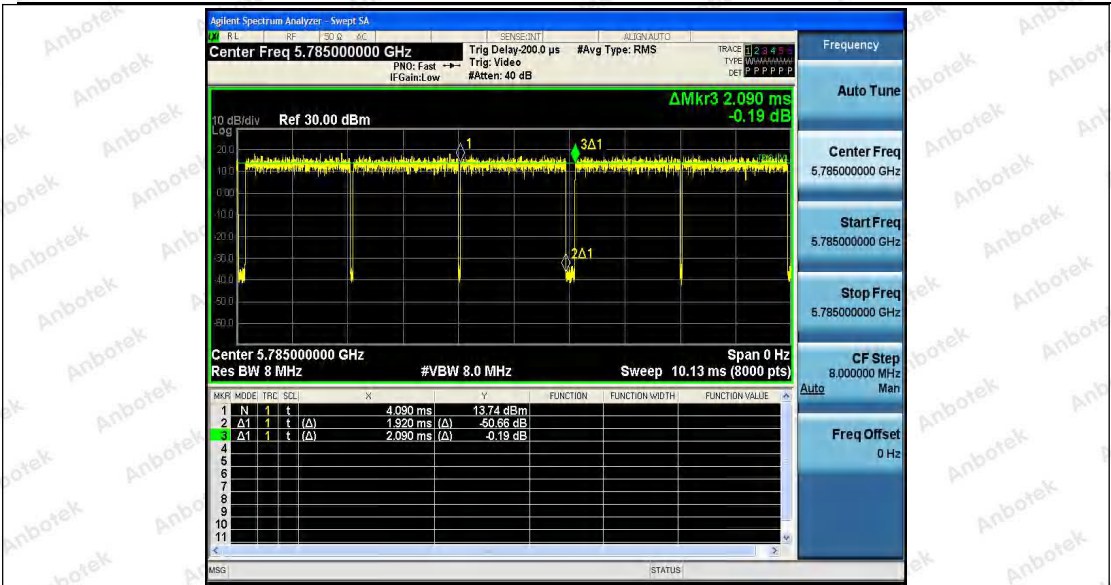 Agilent Spectrum Analyzer - Swept SA
RL RF 50 Ω AC SENSE:INT ALIGNAUTO
Center Freq 5.785000000 GHz
PNO: Fast
IFGain:Low
Trig Delay-200.0 µs
Trig: Video
#Atten: 40 dB
#Avg Type: RMS
TRACE 1 2 3 4 5 6
TYPE
DET P P P P P P
ΔMkr3 2.090 ms
-0.19 dB
10 dB/div Ref 30.00 dBm
Log
20.0
10.0
0.00
-10.0
-20.0
-30.0
-40.0
-50.0
-60.0
1
3Δ1
2Δ1
Center 5.785000000 GHz Span 0 Hz
Res BW 8 MHz #VBW 8.0 MHz Sweep 10.13 ms (8000 pts)
MKR MODE TRC SCL X Y FUNCTION FUNCTION WIDTH FUNCTION VALUE
1 N 1 t 4.090 ms 13.74 dBm
2 Δ1 1 t (Δ) 1.920 ms (Δ) -50.66 dB
3 Δ1 1 t (Δ) 2.090 ms (Δ) -0.19 dB
4
5
6
7
8
9
10
11
MSG STATUS
Frequency
Auto Tune
Center Freq
5.785000000 GHz
Start Freq
5.785000000 GHz
Stop Freq
5.785000000 GHz
CF Step
8.000000 MHz
Auto Man
Freq Offset
0 Hz
Anbotek